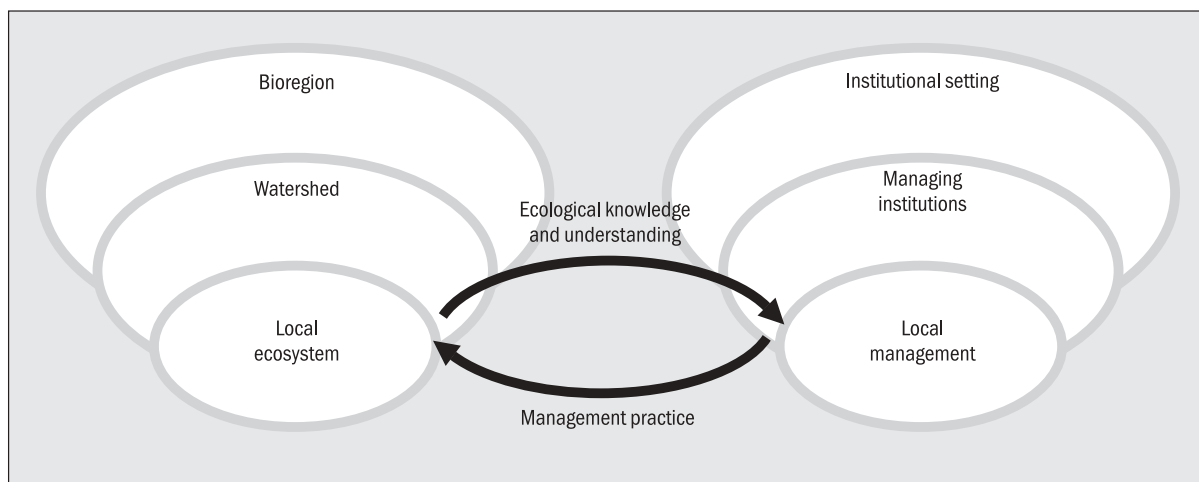 Bioregion
Institutional setting
Watershed
Managing
institutions
Ecological knowledge
and understanding
Local
ecosystem
Local
management
Management practice